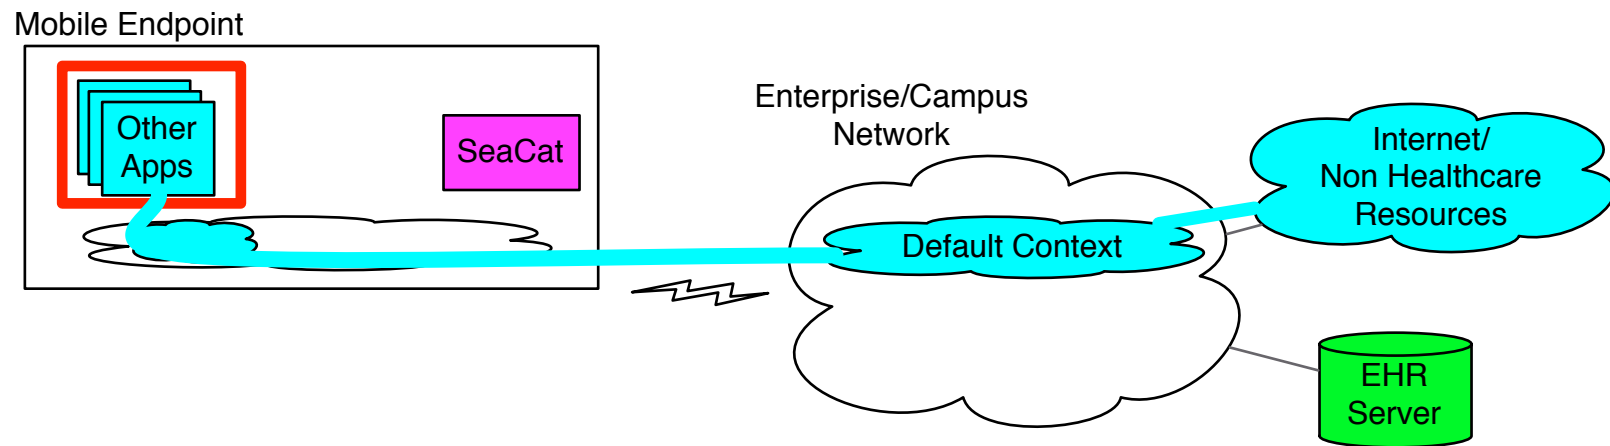 Mobile Endpoint
Other
Apps
SeaCat
Enterprise/Campus
Network
Default Context
Internet/
Non Healthcare
Resources
EHR
Server